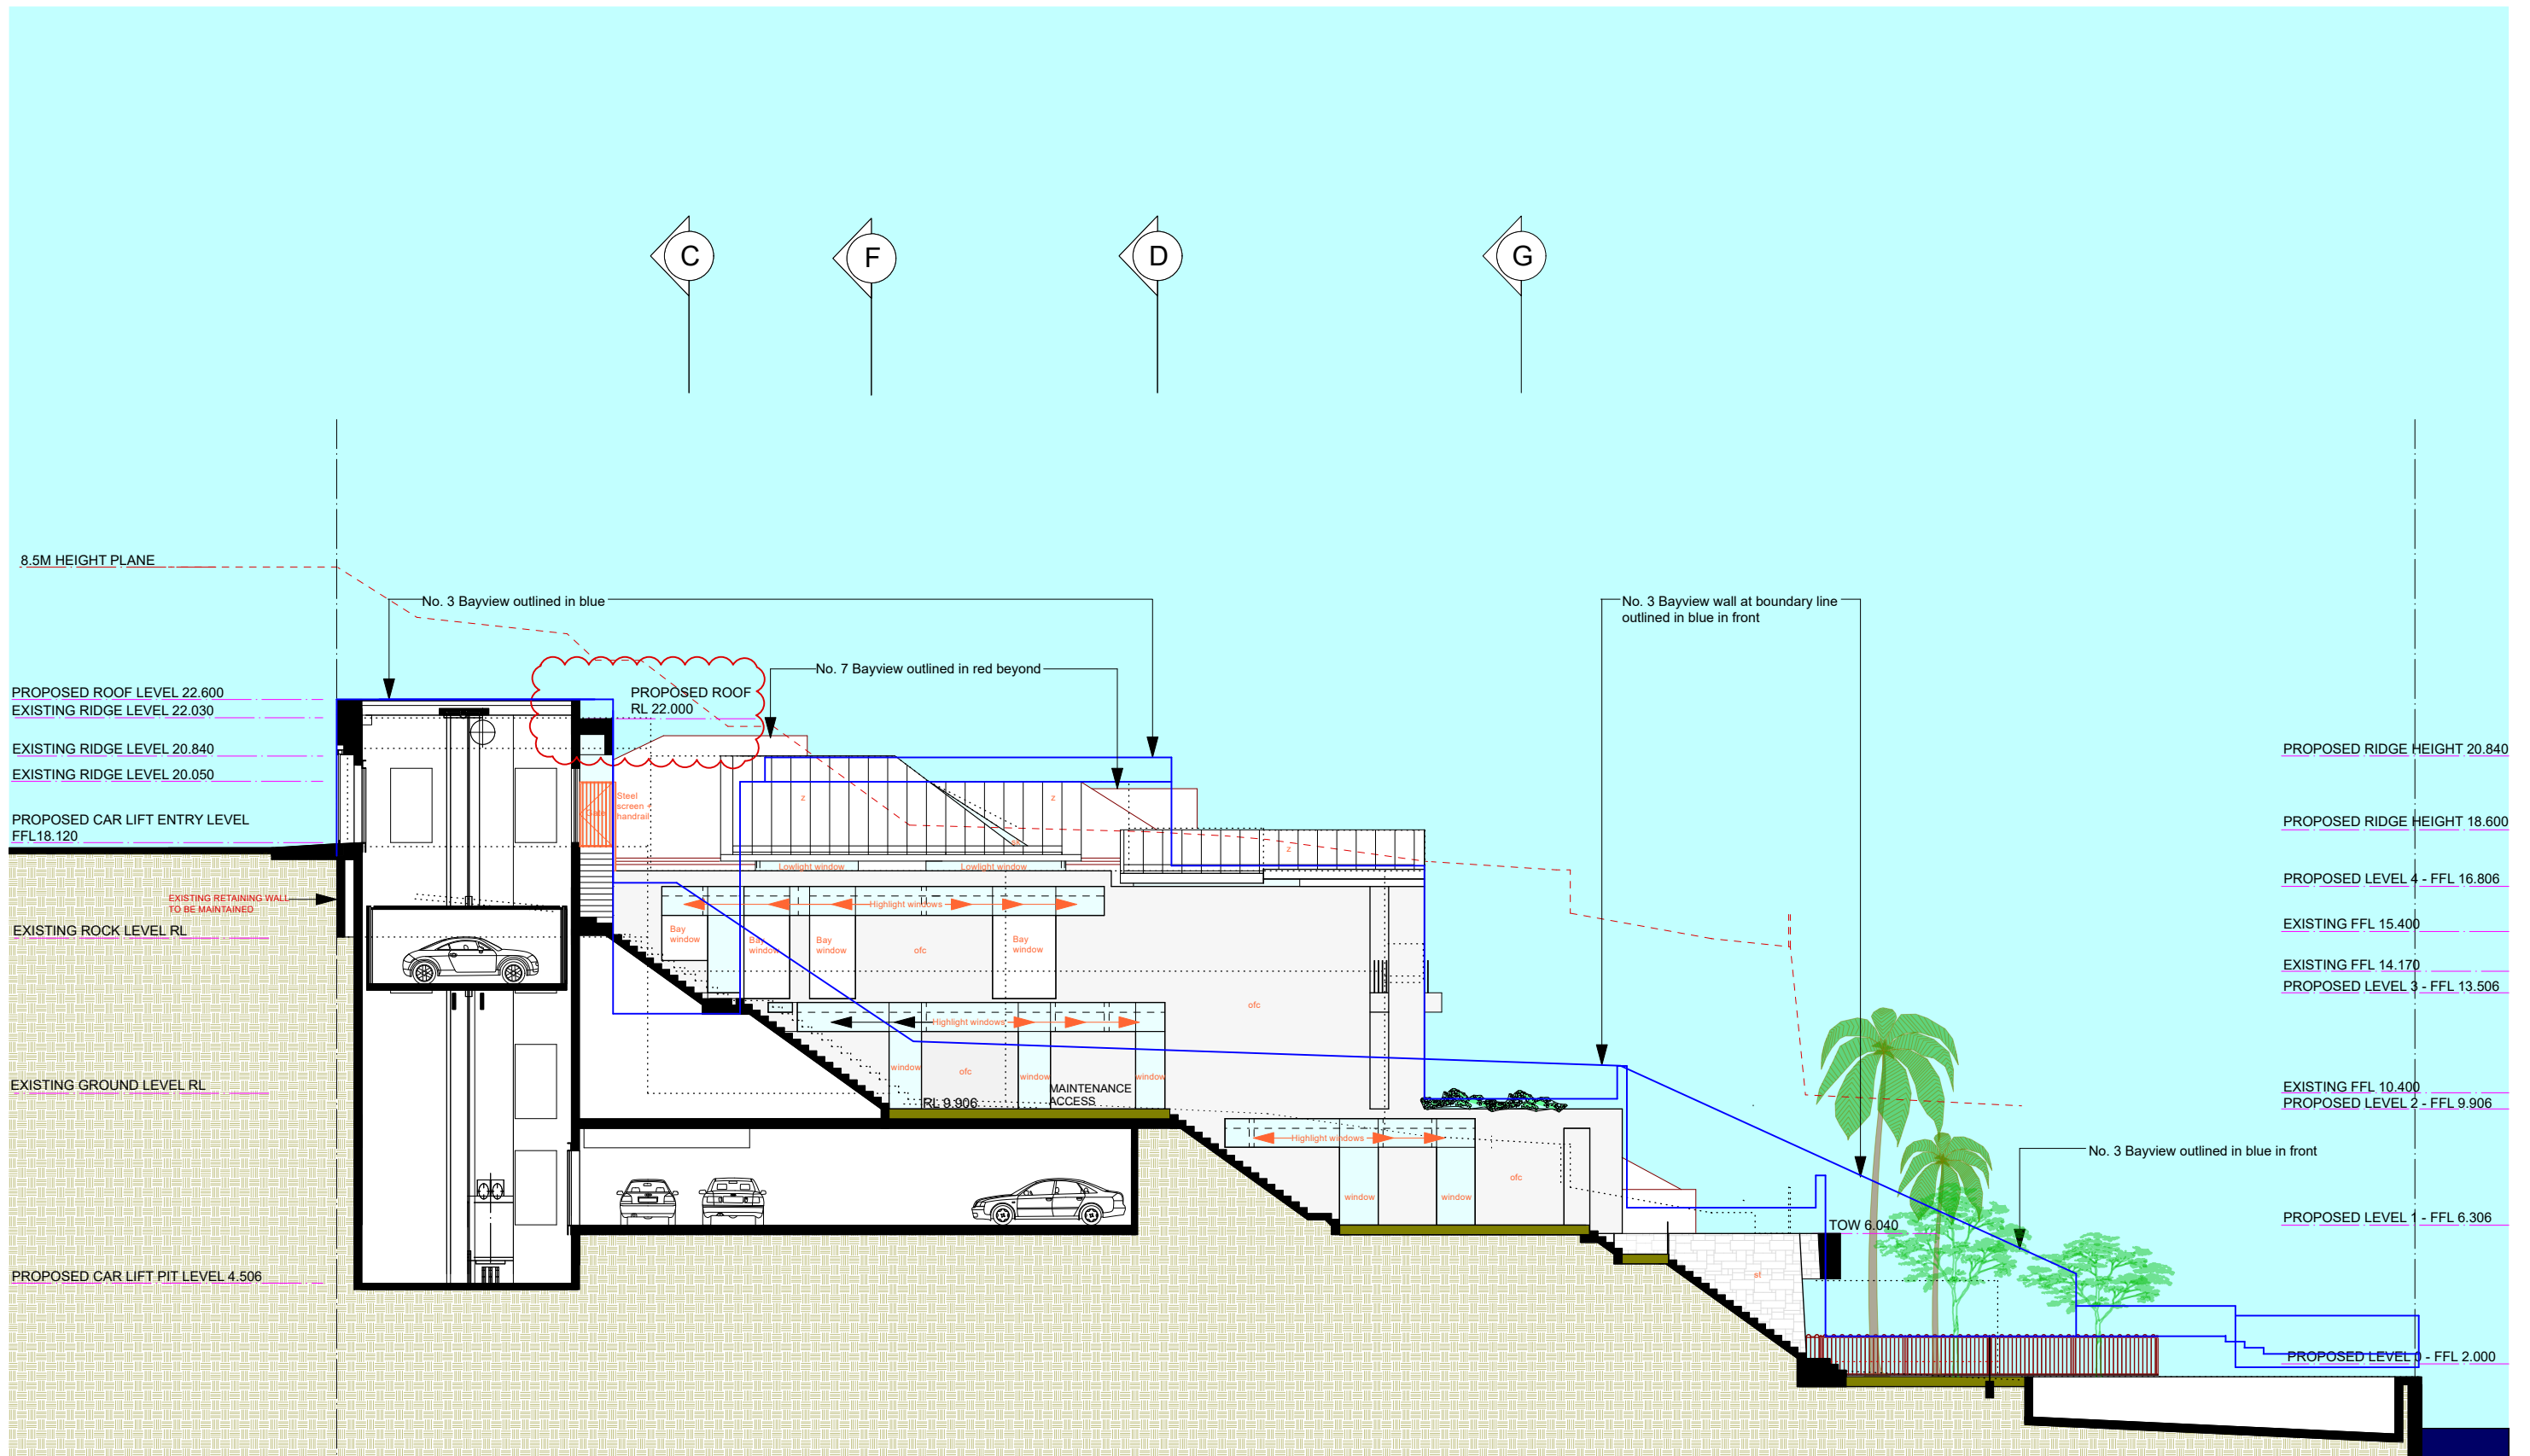 C
F
D
G
8.5M HEIGHT PLANE
No. 3 Bayview outlined in blue
No. 3 Bayview wall at boundary line
outlined in blue in front
No. 7 Bayview outlined in red beyond
PROPOSED ROOF LEVEL 22.600
EXISTING RIDGE LEVEL 22.030
PROPOSED ROOF
RL 22.000
EXISTING RIDGE LEVEL 20.840
PROPOSED RIDGE HEIGHT 20.840
EXISTING RIDGE LEVEL 20.050
Steel
screen +
handrail
Gate
z
z
PROPOSED CAR LIFT ENTRY LEVEL
FFL18.120
PROPOSED RIDGE HEIGHT 18.600
z
Lowlight window
Lowlight window
PROPOSED LEVEL 4 - FFL 16.806
EXISTING RETAINING WALL
TO BE MAINTAINED
Highlight windows
EXISTING ROCK LEVEL RL
EXISTING FFL 15.400
Bay
window
Bay
window
Bay
window
ofc
Bay
window
EXISTING FFL 14.170
PROPOSED LEVEL 3 - FFL 13.506
ofc
Highlight windows
window
ofc
window
window
EXISTING GROUND LEVEL RL
MAINTENANCE
ACCESS
RL 9.906
EXISTING FFL 10.400
PROPOSED LEVEL 2 - FFL 9.906
Highlight windows
No. 3 Bayview outlined in blue in front
ofc
window
window
PROPOSED LEVEL 1 - FFL 6.306
TOW 6.040
st
PROPOSED CAR LIFT PIT LEVEL 4.506
PROPOSED LEVEL 0 - FFL 2.000